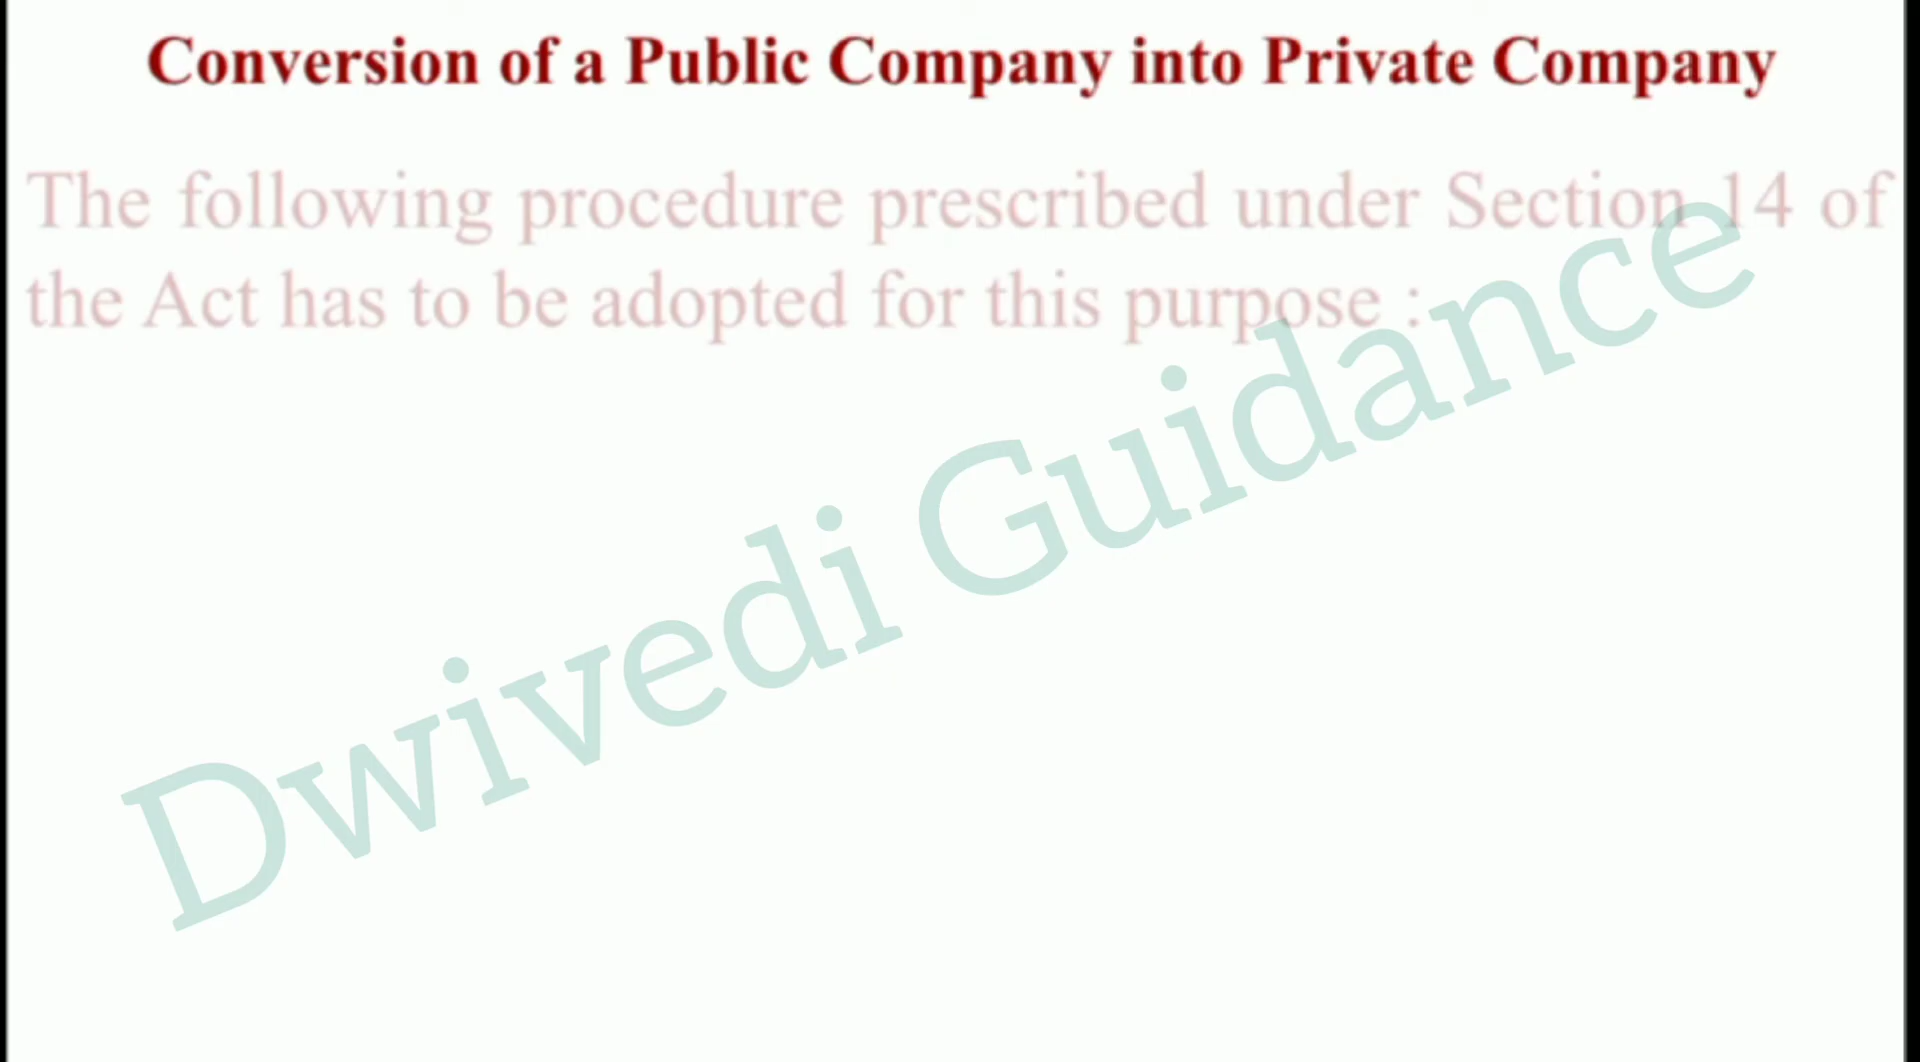 Conversion of a Public Company into Private Company
The following procedure prescribed under Section 14 of
the Act has to be adopted for this purpose :
Dwivedi Guidance